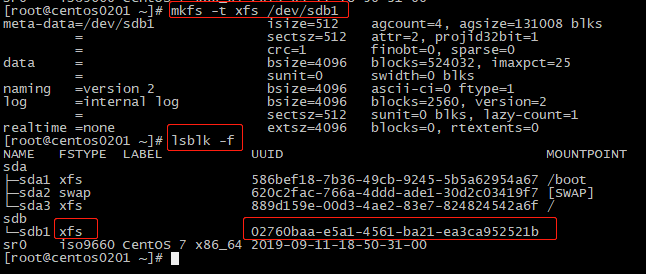 [root@centos0201 ~]# mkfs -t xfs /dev/sdb1
meta-data=/dev/sdb1 isize=512 agcount=4, agsize=131008 blks
= sectsz=512 attr=2, projid32bit=1
= crc=1 finobt=0, sparse=0
data = bsize=4096 blocks=524032, imaxpct=25
= sunit=0 swidth=0 blks
naming =version 2 bsize=4096 ascii-ci=0 ftype=1
log =internal log bsize=4096 blocks=2560, version=2
= sectsz=512 sunit=0 blks, lazy-count=1
realtime =none extsz=4096 blocks=0, rtextents=0
[root@centos0201 ~]# lsblk -f
NAME FSTYPE LABEL UUID MOUNTPOINT
sda
├─sda1 xfs 586bef18-7b36-49cb-9245-5b5a62954a67 /boot
├─sda2 swap 620c2fac-766a-4ddd-ade1-30d2c03419f7 [SWAP]
└─sda3 xfs 889d159e-00d3-4ae2-83e7-824824542a6f /
sdb
└─sdb1 xfs 02760baa-e5a1-4561-ba21-ea3ca952521b
sr0 iso9660 CentOS 7 x86_64 2019-09-11-18-50-31-00
[root@centos0201 ~]#